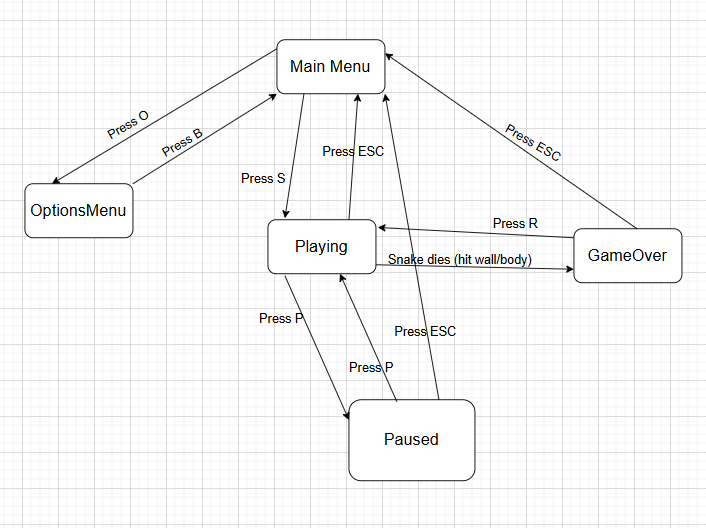 Main Menu
Press O
Press B
Press ESC
Press ESC
Press S
OptionsMenu
Press R
Playing
GameOver
Snake dies (hit wall/body)
Press P
Press ESC
Press P
Paused